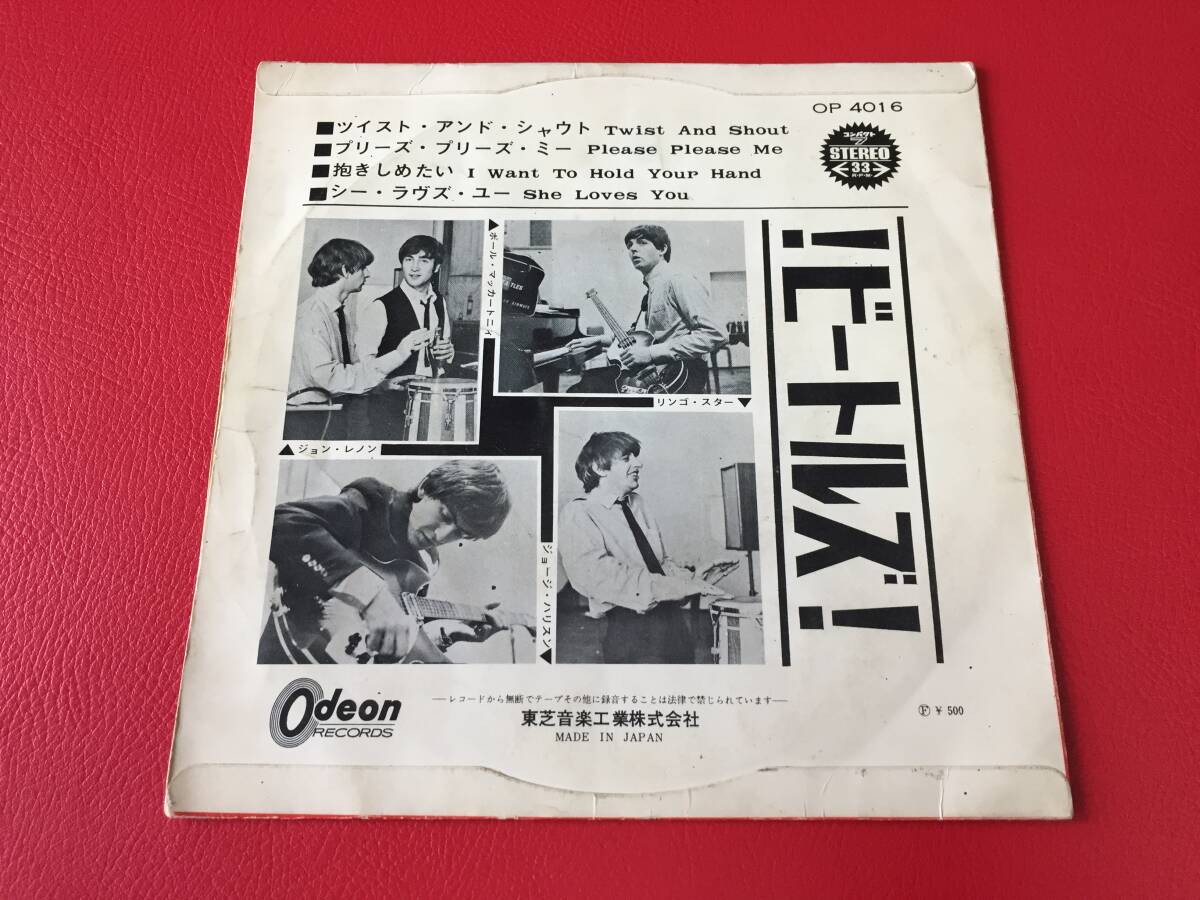 OP 4016
■ツイスト・アンド・シャウト Twist And Shout
■プリーズ・プリーズ・ミー Please Please Me
■抱きしめたい I Want To Hold Your Hand
■シー・ラヴズ・ユー She Loves You
コンパクト
7
STEREO
33
R・P・M・
!ビートルズ!
▲ポール・マッカートニィ
リンゴ・スター▼
▲ジョン・レノン
ジョージ・ハリスン▼
Odeon
RECORDS
―レコードから無断でテープその他に録音することは法律で禁じられています―
東芝音楽工業株式会社
MADE IN JAPAN
Ⓕ ¥ 500